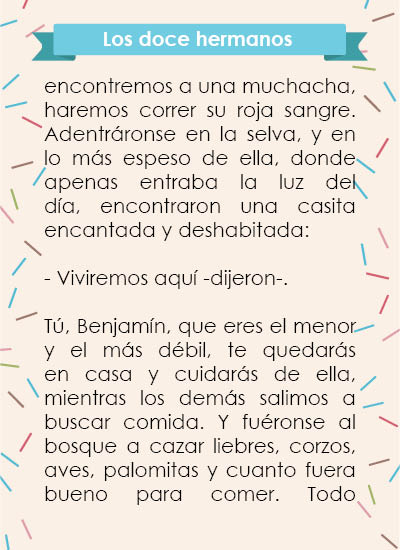 Los doce hermanos
encontremos a una muchacha,
haremos correr su roja sangre.
Adentráronse en la selva, y en
lo más espeso de ella, donde
apenas entraba la luz del
día, encontraron una casita
encantada y deshabitada:
- Viviremos aquí -dijeron-.
Tú, Benjamín, que eres el menor
y el más débil, te quedarás
en casa y cuidarás de ella,
mientras los demás salimos a
buscar comida. Y fuéronse al
bosque a cazar liebres, corzos,
aves, palomitas y cuanto fuera
bueno para comer. Todo